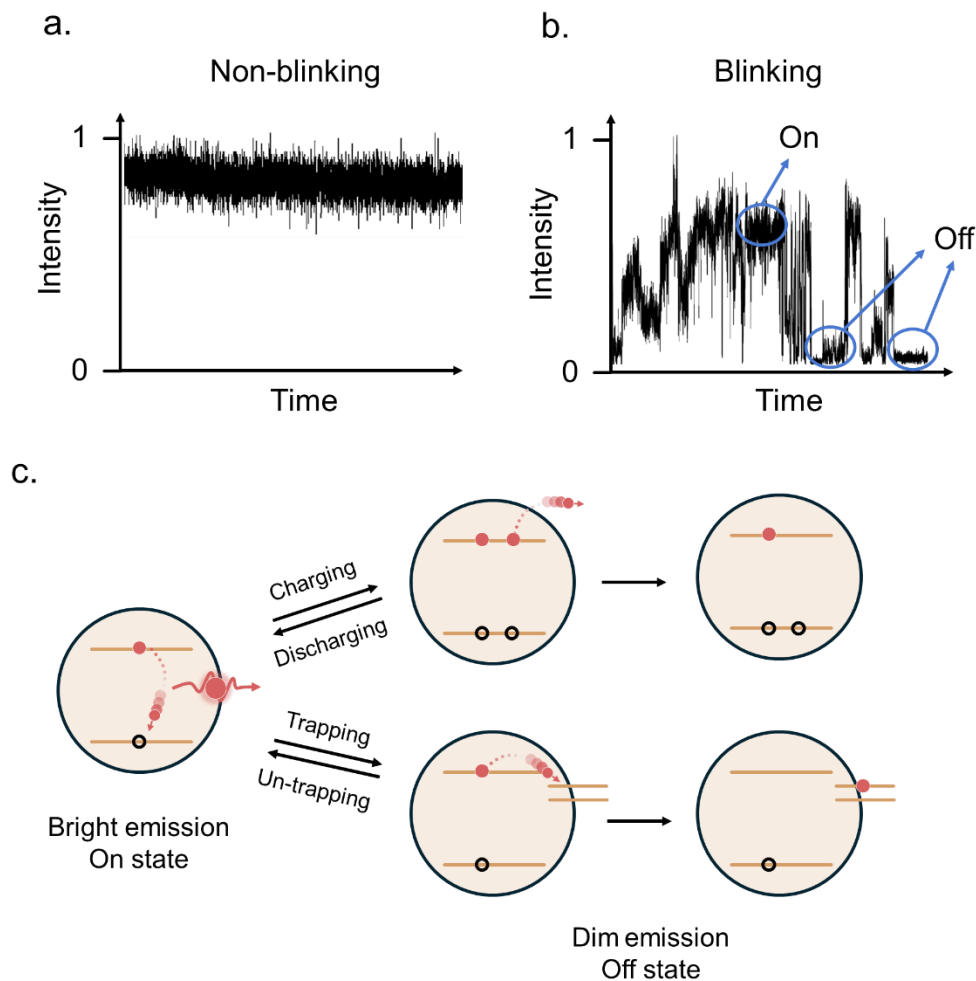 a.
Non-blinking
1
Intensity
0
Time
b.
Blinking
1
On
Off
Intensity
0
Time
c.
Charging
Discharging
Trapping
Un-trapping
Bright emission
On state
Dim emission
Off state